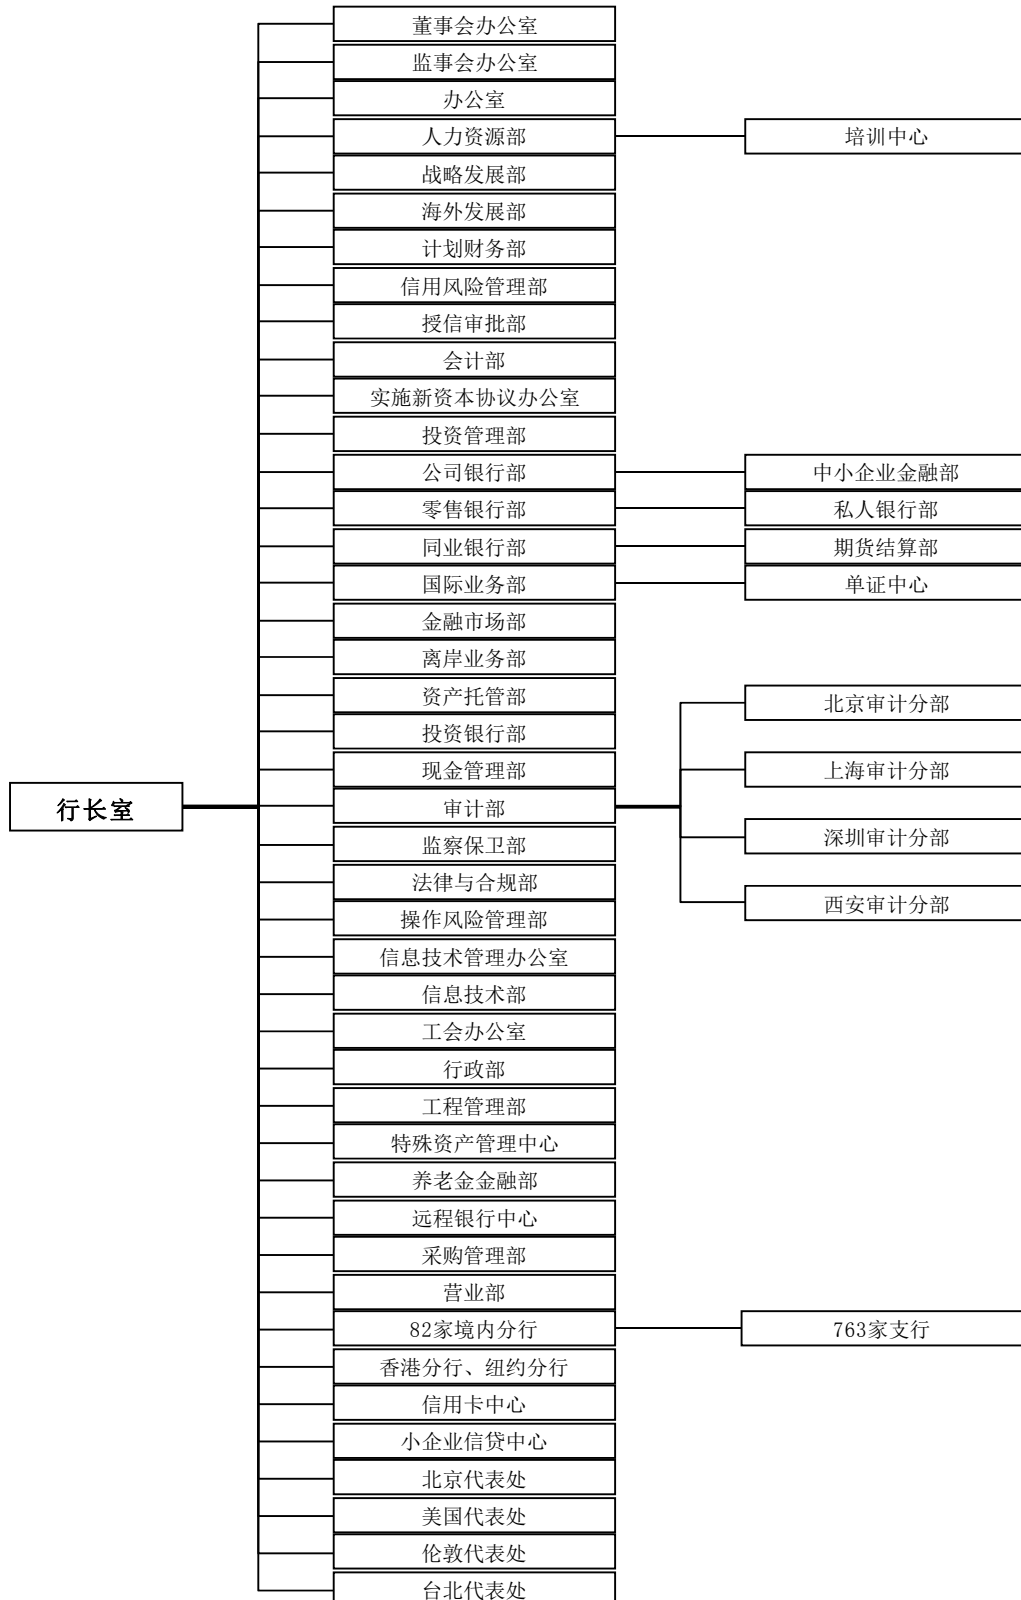 董事会办公室
监事会办公室
办公室
人力资源部
培训中心
战略发展部
海外发展部
计划财务部
信用风险管理部
授信审批部
会计部
实施新资本协议办公室
投资管理部
公司银行部
中小企业金融部
零售银行部
私人银行部
同业银行部
期货结算部
国际业务部
单证中心
金融市场部
离岸业务部
资产托管部
北京审计分部
投资银行部
现金管理部
上海审计分部
行长室
审计部
深圳审计分部
监察保卫部
法律与合规部
西安审计分部
操作风险管理部
信息技术管理办公室
信息技术部
工会办公室
行政部
工程管理部
特殊资产管理中心
养老金金融部
远程银行中心
采购管理部
营业部
82家境内分行
763家支行
香港分行、纽约分行
信用卡中心
小企业信贷中心
北京代表处
美国代表处
伦敦代表处
台北代表处